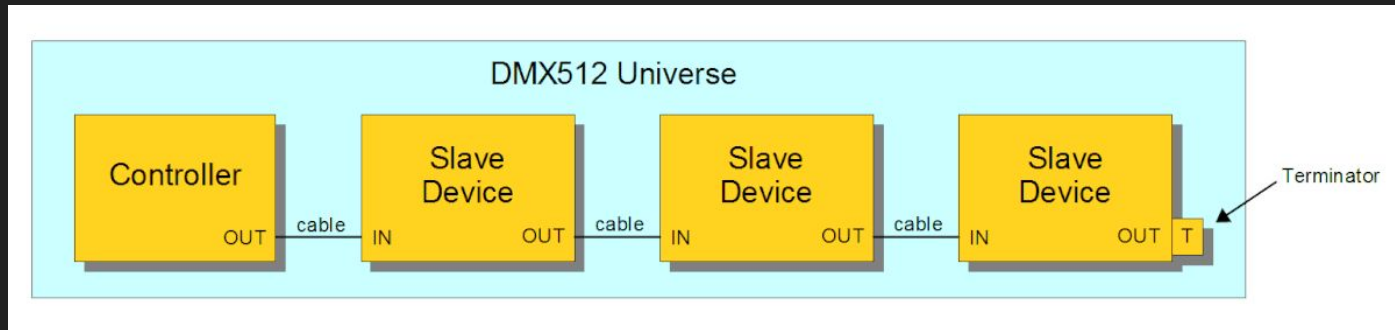 DMX512 Universe
Controller
OUT
cable
Slave
Device
IN
OUT
cable
Slave
Device
IN
OUT
cable
Slave
Device
IN
OUT
T
Terminator